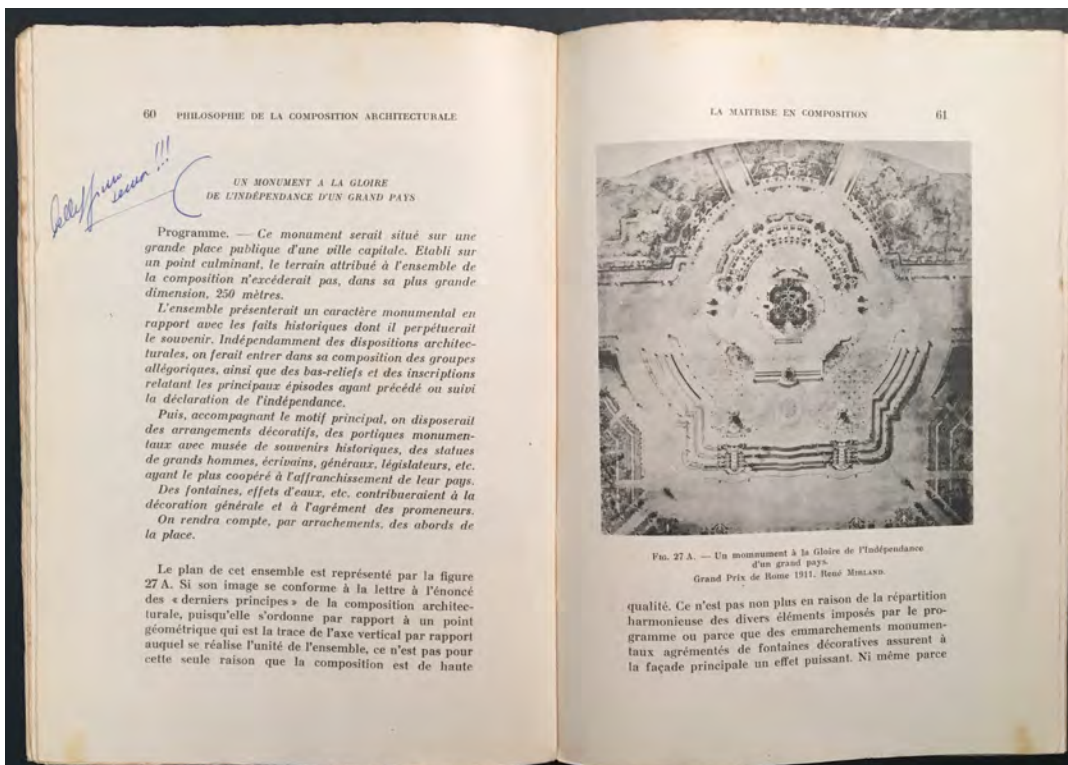 60 PHILOSOPHIE DE LA COMPOSITION ARCHITECTURALE
!!!
UN MONUMENT A LA GLOIRE
DE L'INDÉPENDANCE D'UN GRAND PAYS
Programme. — Ce monument serait situé sur une
grande place publique d'une ville capitale. Etabli sur
un point culminant, le terrain attribué à l'ensemble de
la composition n'excéderait pas, dans sa plus grande
dimension, 250 mètres.
L'ensemble présenterait un caractère monumental en
rapport avec les faits historiques dont il perpétuerait
le souvenir. Indépendamment des dispositions architec-
turales, on ferait entrer dans sa composition des groupes
allégoriques, ainsi que des bas-reliefs et des inscriptions
relatant les principaux épisodes ayant précédé ou suivi
la déclaration de l'indépendance.
Puis, accompagnant le motif principal, on disposerait
des arrangements décoratifs, des portiques monumen-
taux avec musée de souvenirs historiques, des statues
de grands hommes, écrivains, généraux, législateurs, etc.
ayant le plus coopéré à l'affranchissement de leur pays.
Des fontaines, effets d'eaux, etc. contribueraient à la
décoration générale et à l'agrément des promeneurs.
On rendra compte, par arrachements, des abords de
la place.
Le plan de cet ensemble est représenté par la figure
27 A. Si son image se conforme à la lettre à l'énoncé
des « derniers principes » de la composition architec-
turale, puisqu'elle s'ordonne par rapport à un point
géométrique qui est la trace de l'axe vertical par rapport
auquel se réalise l'unité de l'ensemble, ce n'est pas pour
cette seule raison que la composition est de haute
LA MAITRISE EN COMPOSITION 61
FIG. 27 A. — Un momnument à la Gloire de l'Indépendance
d'un grand pays.
Grand Prix de Rome 1911. René MIRLAND.
qualité. Ce n'est pas non plus en raison de la répartition
harmonieuse des divers éléments imposés par le pro-
gramme ou parce que des emmarchements monumen-
taux agrémentés de fontaines décoratives assurent à
la façade principale un effet puissant. Ni même parce